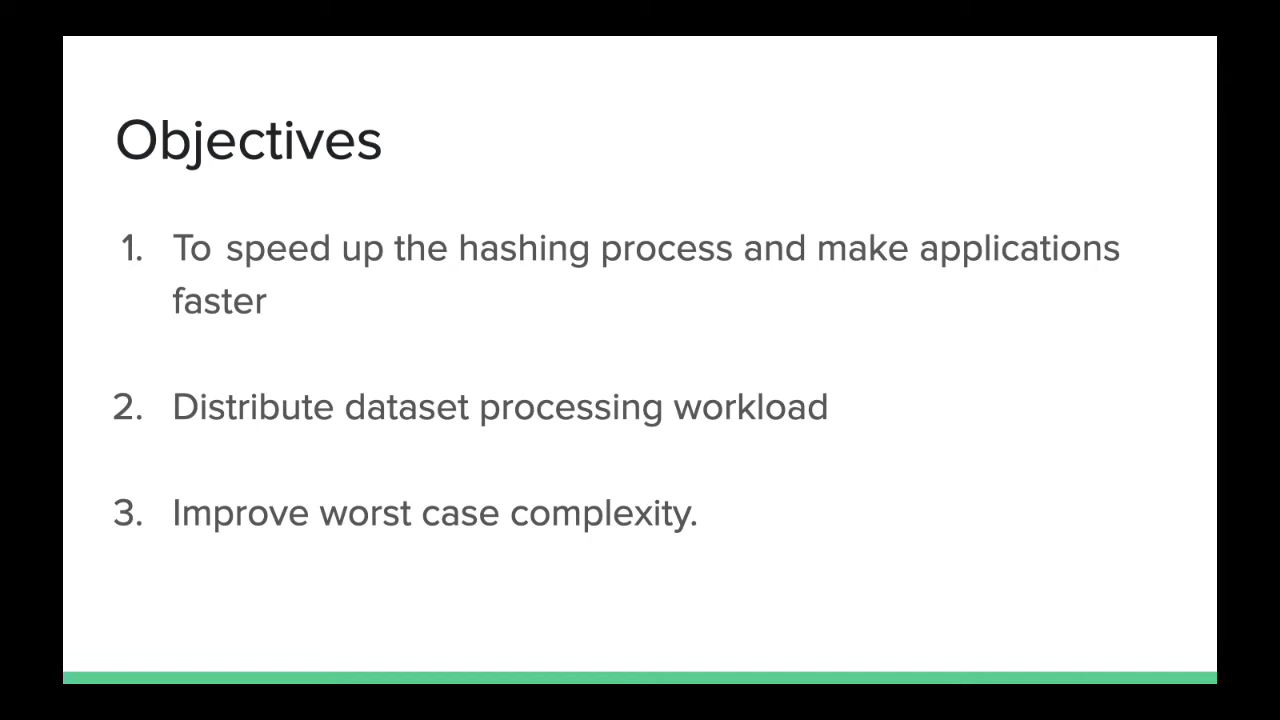 Objectives
1. To speed up the hashing process and make applications
faster
2. Distribute dataset processing workload
3. Improve worst case complexity.